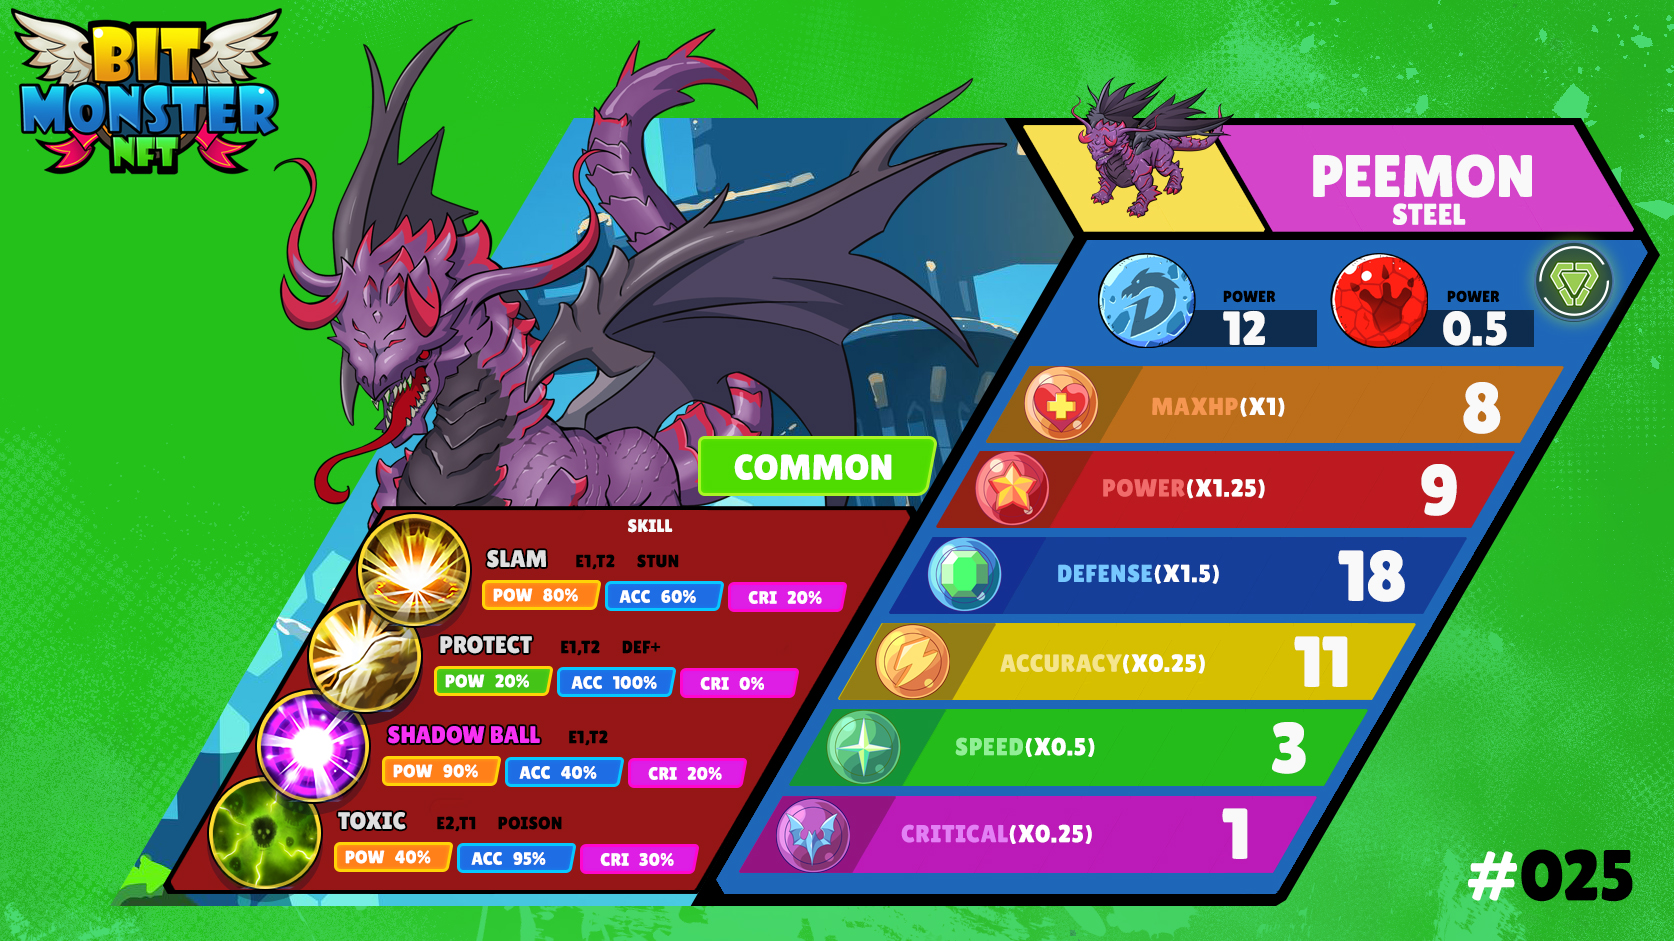 BIT
MONSTER
NFT
PEEMON
STEEL
POWER
12
POWER
0.5
MAXHP(X1) 8
POWER(X1.25) 9
DEFENSE(X1.5) 18
ACCURACY(X0.25) 11
SPEED(X0.5) 3
CRITICAL(X0.25) 1
COMMON
SKILL
SLAM E1,T2 STUN
POW 80% ACC 60% CRI 20%
PROTECT E1,T2 DEF+
POW 20% ACC 100% CRI 0%
SHADOW BALL E1,T2
POW 90% ACC 40% CRI 20%
TOXIC E2,T1 POISON
POW 40% ACC 95% CRI 30%
#025